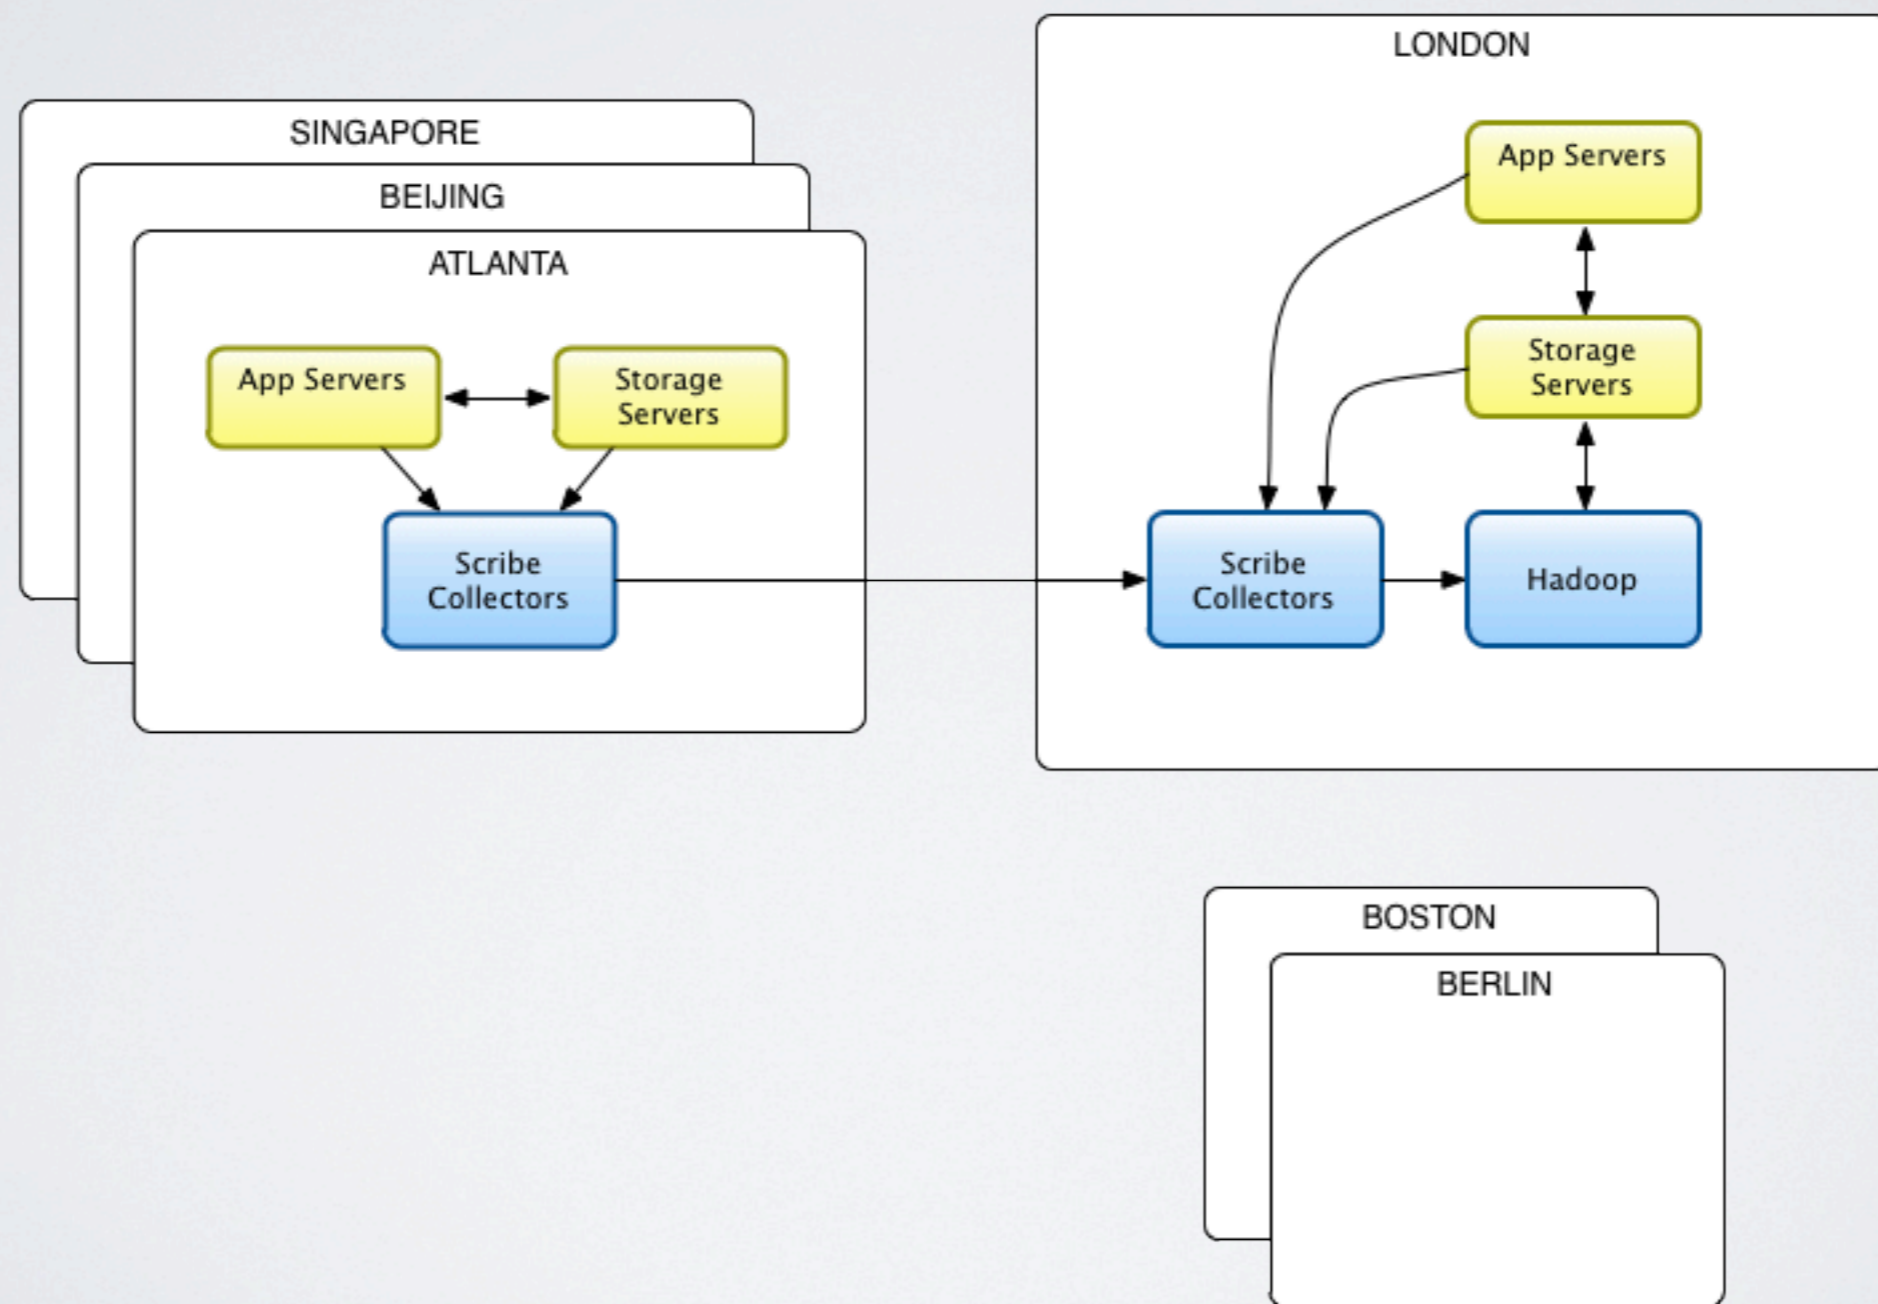 SINGAPORE
BEIJING
ATLANTA
App Servers
Storage
Servers
Scribe
Collectors
LONDON
App Servers
Storage
Servers
Scribe
Collectors
Hadoop
BOSTON
BERLIN